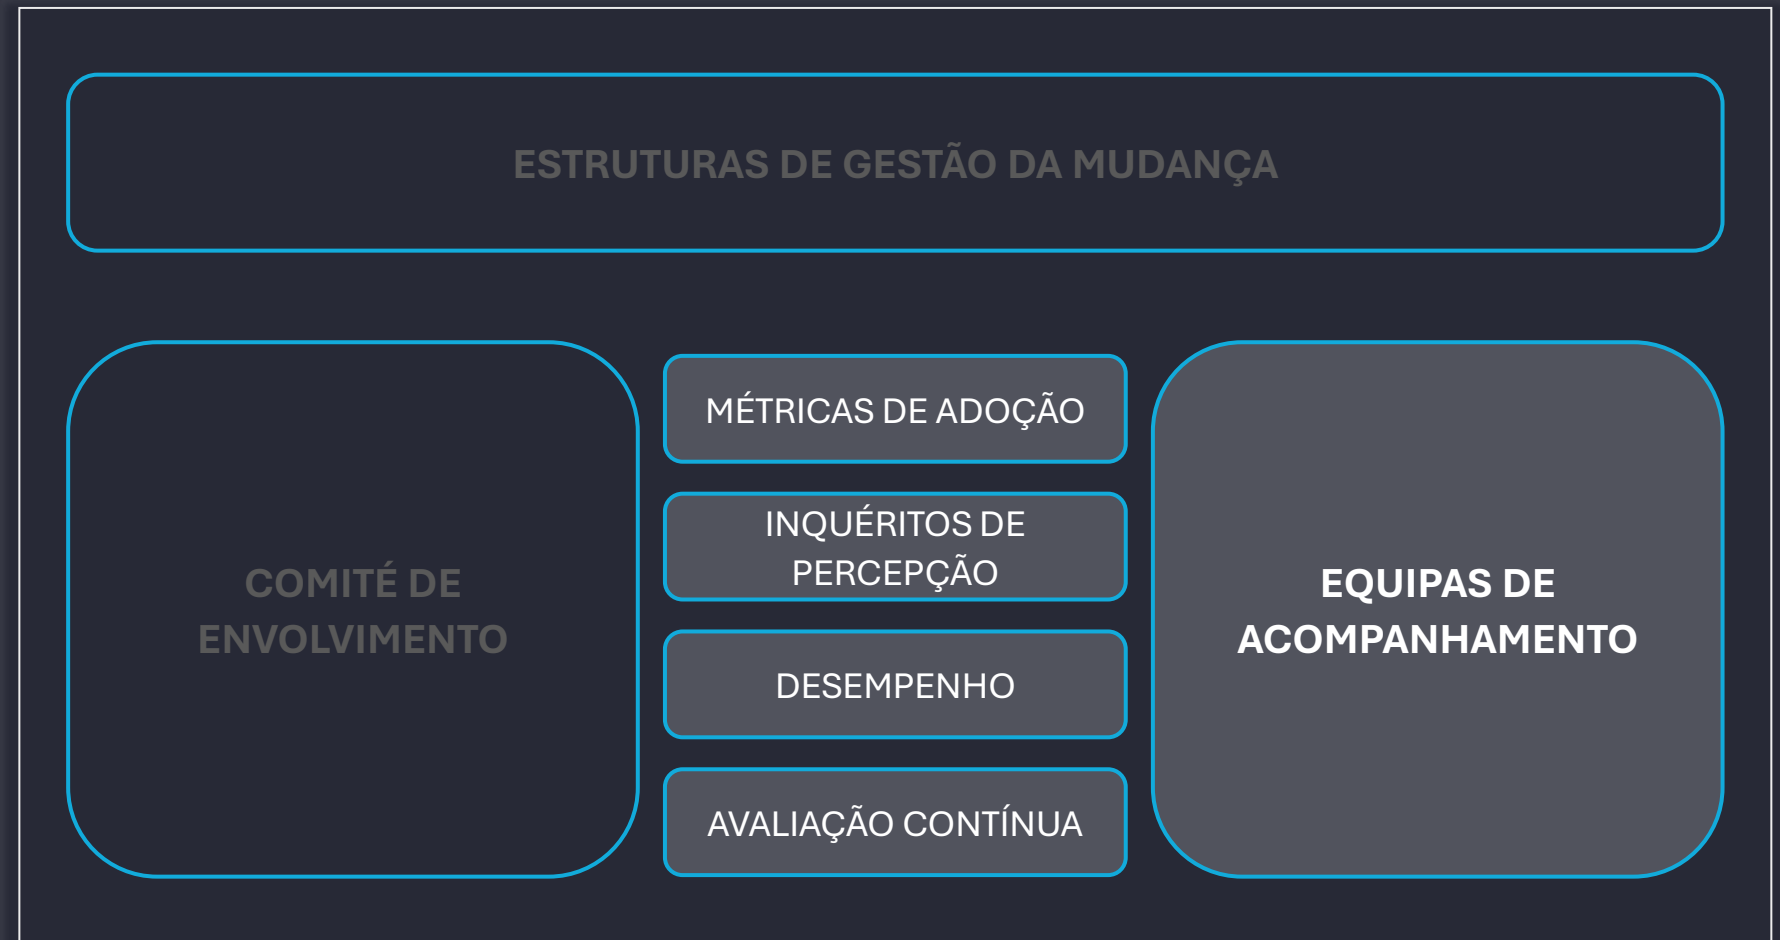 ESTRUTURAS DE GESTÃO DA MUDANÇA
COMITÉ DE
ENVOLVIMENTO
MÉTRICAS DE ADOÇÃO
INQUÉRITOS DE
PERCEPÇÃO
DESEMPENHO
AVALIAÇÃO CONTÍNUA
EQUIPAS DE
ACOMPANHAMENTO